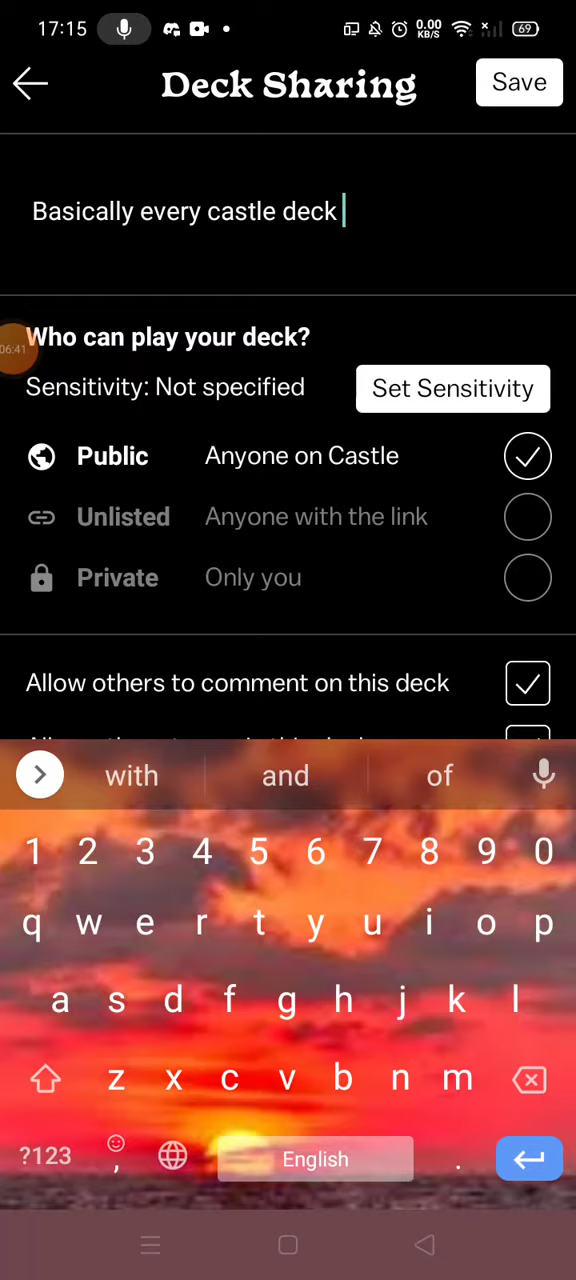 17:15
0.00
KB/S
69
Deck Sharing
Save
Basically every castle deck
06:41
Who can play your deck?
Sensitivity: Not specified
Set Sensitivity
Public Anyone on Castle
Unlisted Anyone with the link
Private Only you
Allow others to comment on this deck
with and of
1 2 3 4 5 6 7 8 9 0
q w e r t y u i o p
a s d f g h j k l
z x c v b n m
?123 , English .